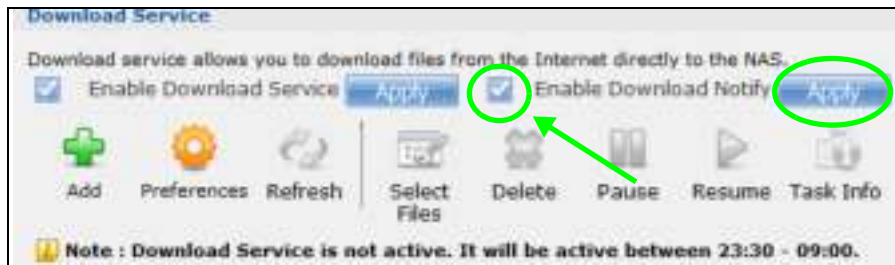 Download Service
Download service allows you to download files from the Internet directly to the NAS.
Enable Download Service Apply Enable Download Notify Apply
Add Preferences Refresh Select Files Delete Pause Resume Task Info
Note : Download Service is not active. It will be active between 23:30 - 09:00.